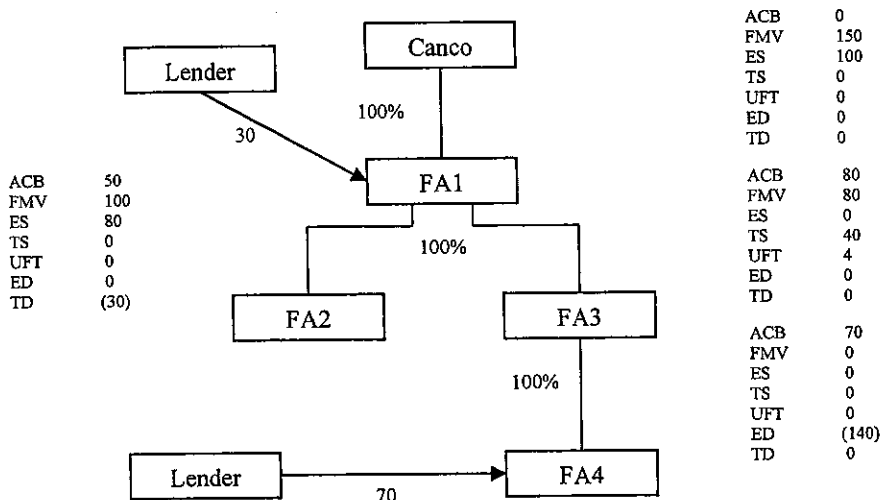 ACB 0
FMV 150
ES 100
TS 0
UFT 0
ED 0
TD 0
Lender
Canco
30
100%
ACB 50
FMV 100
ES 80
TS 0
UFT 0
ED 0
TD (30)
FA1
ACB 80
FMV 80
ES 0
TS 40
UFT 4
ED 0
TD 0
100%
FA2
FA3
100%
ACB 70
FMV 0
ES 0
TS 0
UFT 0
ED (140)
TD 0
Lender
70
FA4